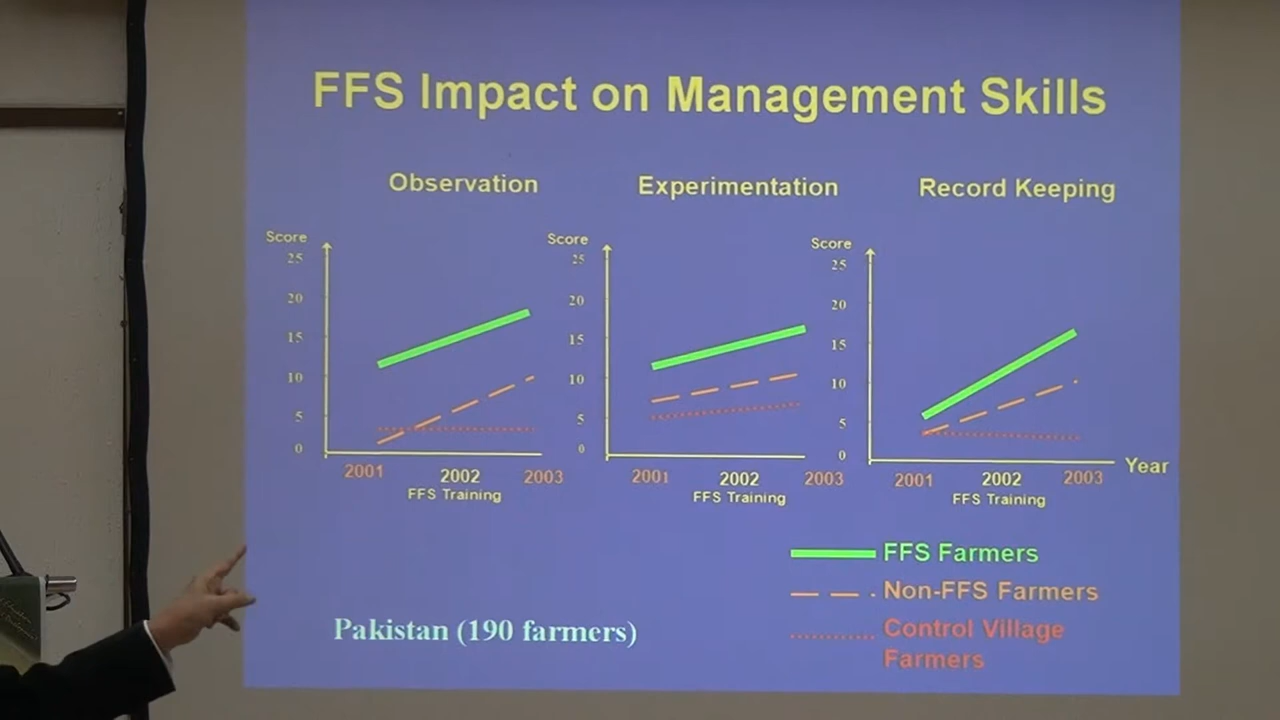 FFS Impact on Management Skills
Observation
Score
25
20
15
10
5
0
2001
2002
2003
FFS Training
Experimentation
Score
25
20
15
10
5
0
2001
2002
2003
FFS Training
Record Keeping
Score
25
20
15
10
5
0
2001
2002
2003
Year
FFS Training
FFS Farmers
Non-FFS Farmers
Control Village
Farmers
Pakistan (190 farmers)